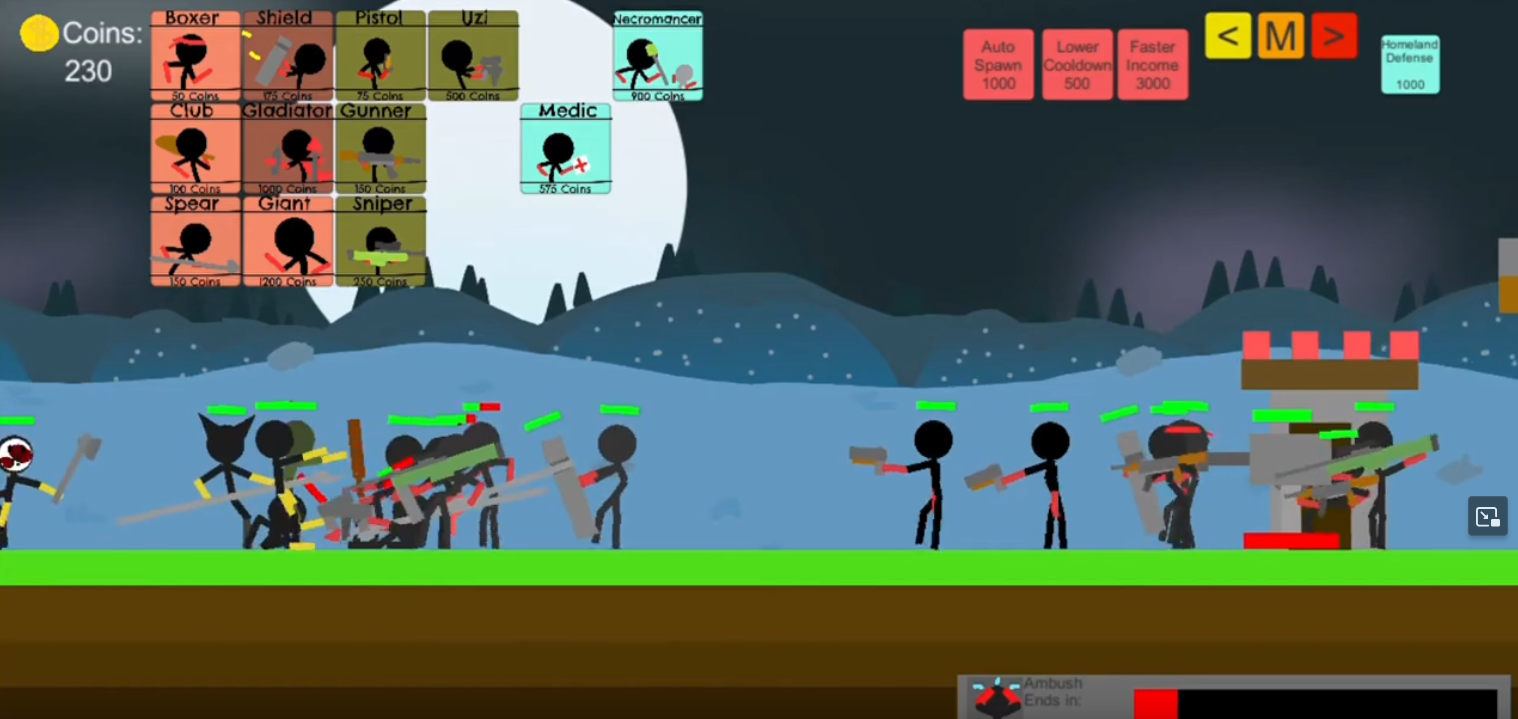 Coins:
230
Boxer
50 Coins
Shield
175 Coins
Pistol
75 Coins
Uzi
500 Coins
Necromancer
900 Coins
Club
100 Coins
Gladiator
1000 Coins
Gunner
150 Coins
Medic
575 Coins
Spear
150 Coins
Giant
1200 Coins
Sniper
250 Coins
Auto
Spawn
1000
Lower
Cooldown
500
Faster
Income
3000
<
M
>
Homeland
Defense
1000
Ambush
Ends in: